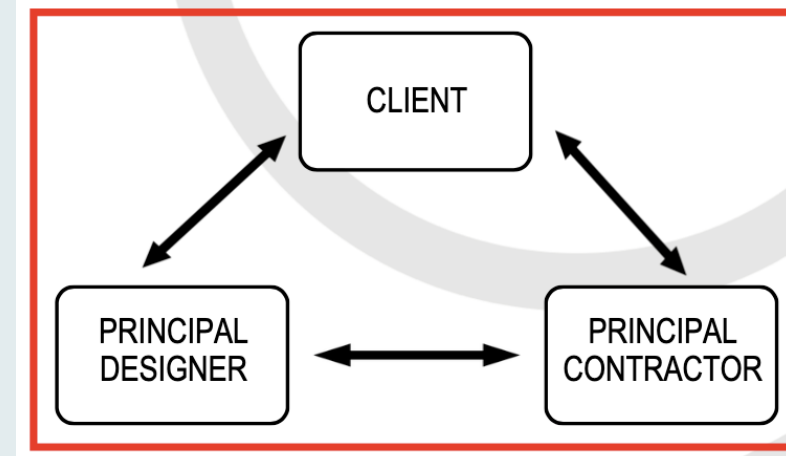 CLIENT
PRINCIPAL
DESIGNER
PRINCIPAL
CONTRACTOR